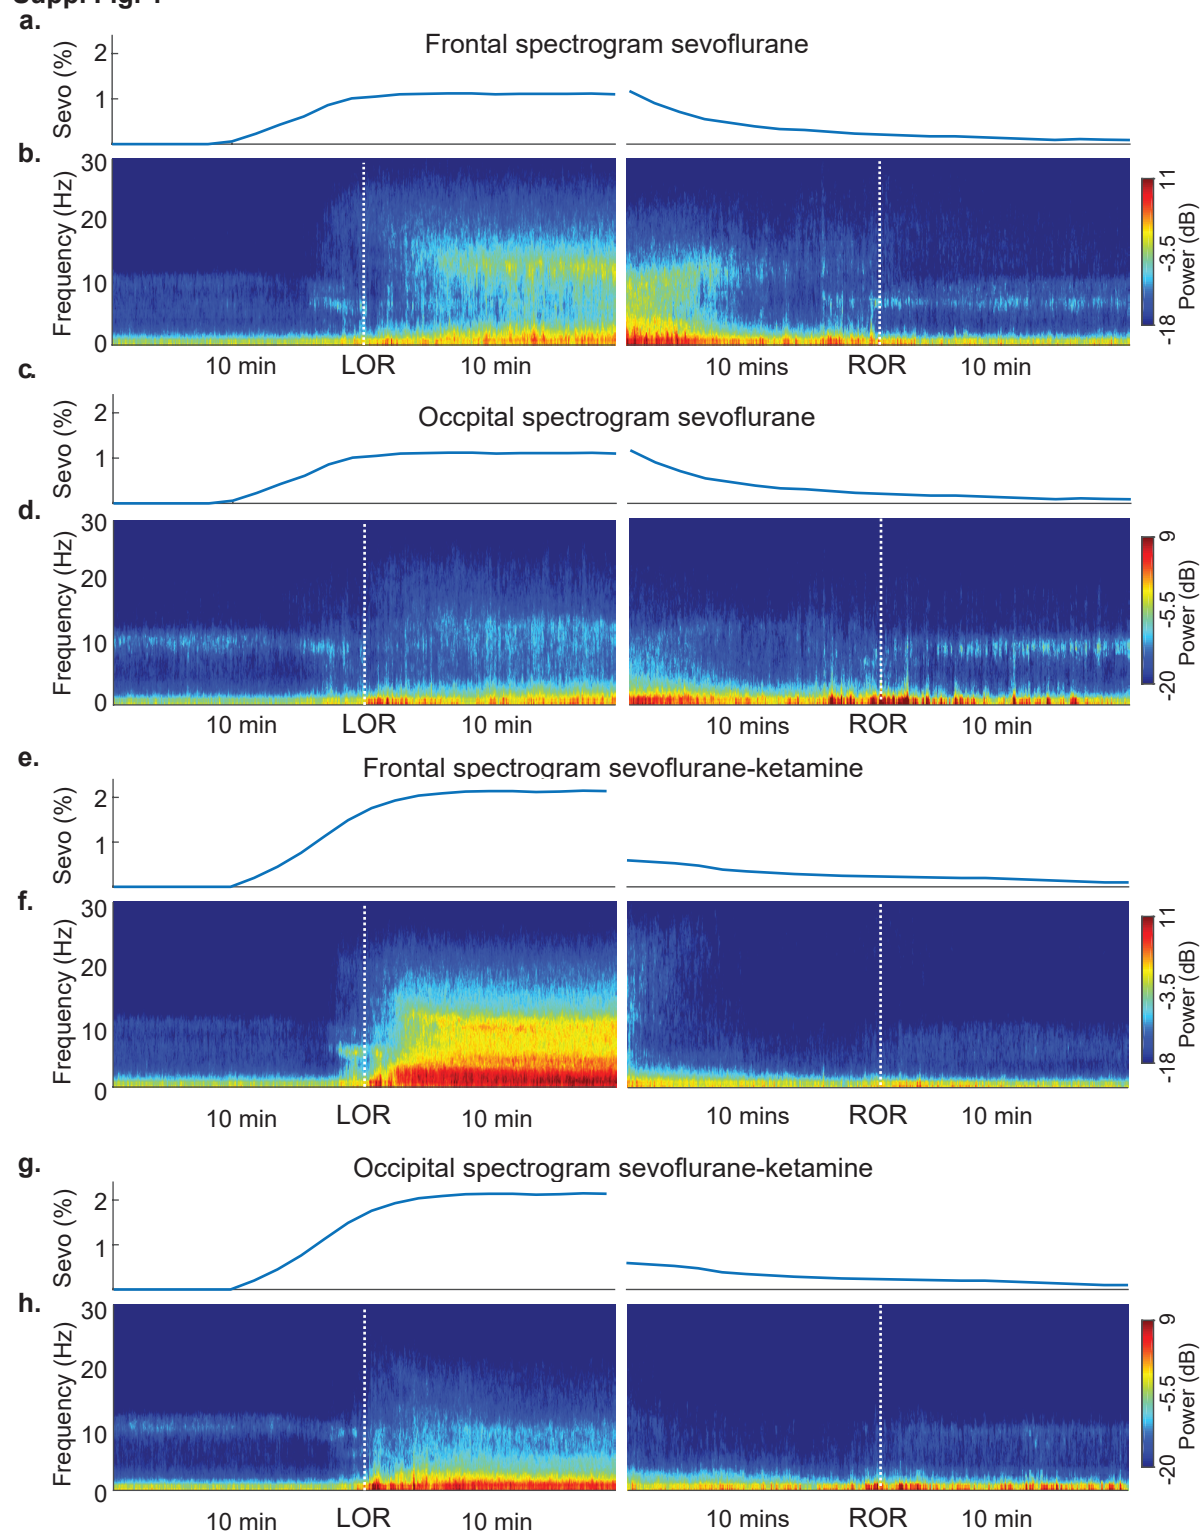 a.
Frontal spectrogram sevoflurane
Sevo (%)
2
1
b.
Frequency (Hz)
30
20
10
0
10 min
LOR
10 min
10 mins
ROR
10 min
11
-3.5
-18
Power (dB)
c.
Occpital spectrogram sevoflurane
Sevo (%)
2
1
d.
Frequency (Hz)
30
20
10
0
10 min
LOR
10 min
10 mins
ROR
10 min
9
-5.5
-20
Power (dB)
e.
Frontal spectrogram sevoflurane-ketamine
Sevo (%)
2
1
f.
Frequency (Hz)
30
20
10
0
10 min
LOR
10 min
10 mins
ROR
10 min
11
-3.5
-18
Power (dB)
g.
Occipital spectrogram sevoflurane-ketamine
Sevo (%)
2
1
h.
Frequency (Hz)
30
20
10
0
10 min
LOR
10 min
10 mins
ROR
10 min
9
-5.5
-20
Power (dB)